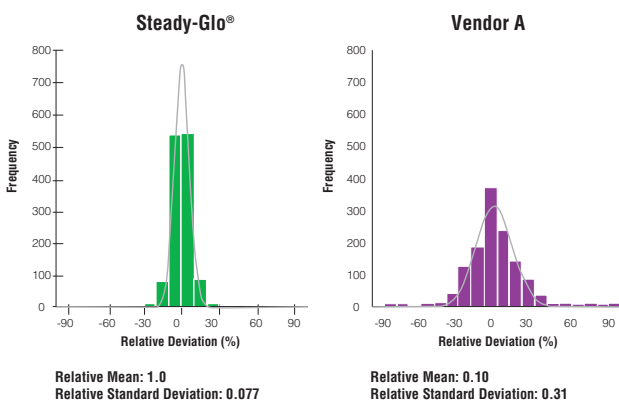 Steady-Glo®
800
700
600
500
400
300
200
100
0
Frequency
-90 -60 -30 0 30 60 90
Relative Deviation (%)
Relative Mean: 1.0
Relative Standard Deviation: 0.077
Vendor A
800
700
600
500
400
300
200
100
0
Frequency
-90 -60 -30 0 30 60 90
Relative Deviation (%)
Relative Mean: 0.10
Relative Standard Deviation: 0.31